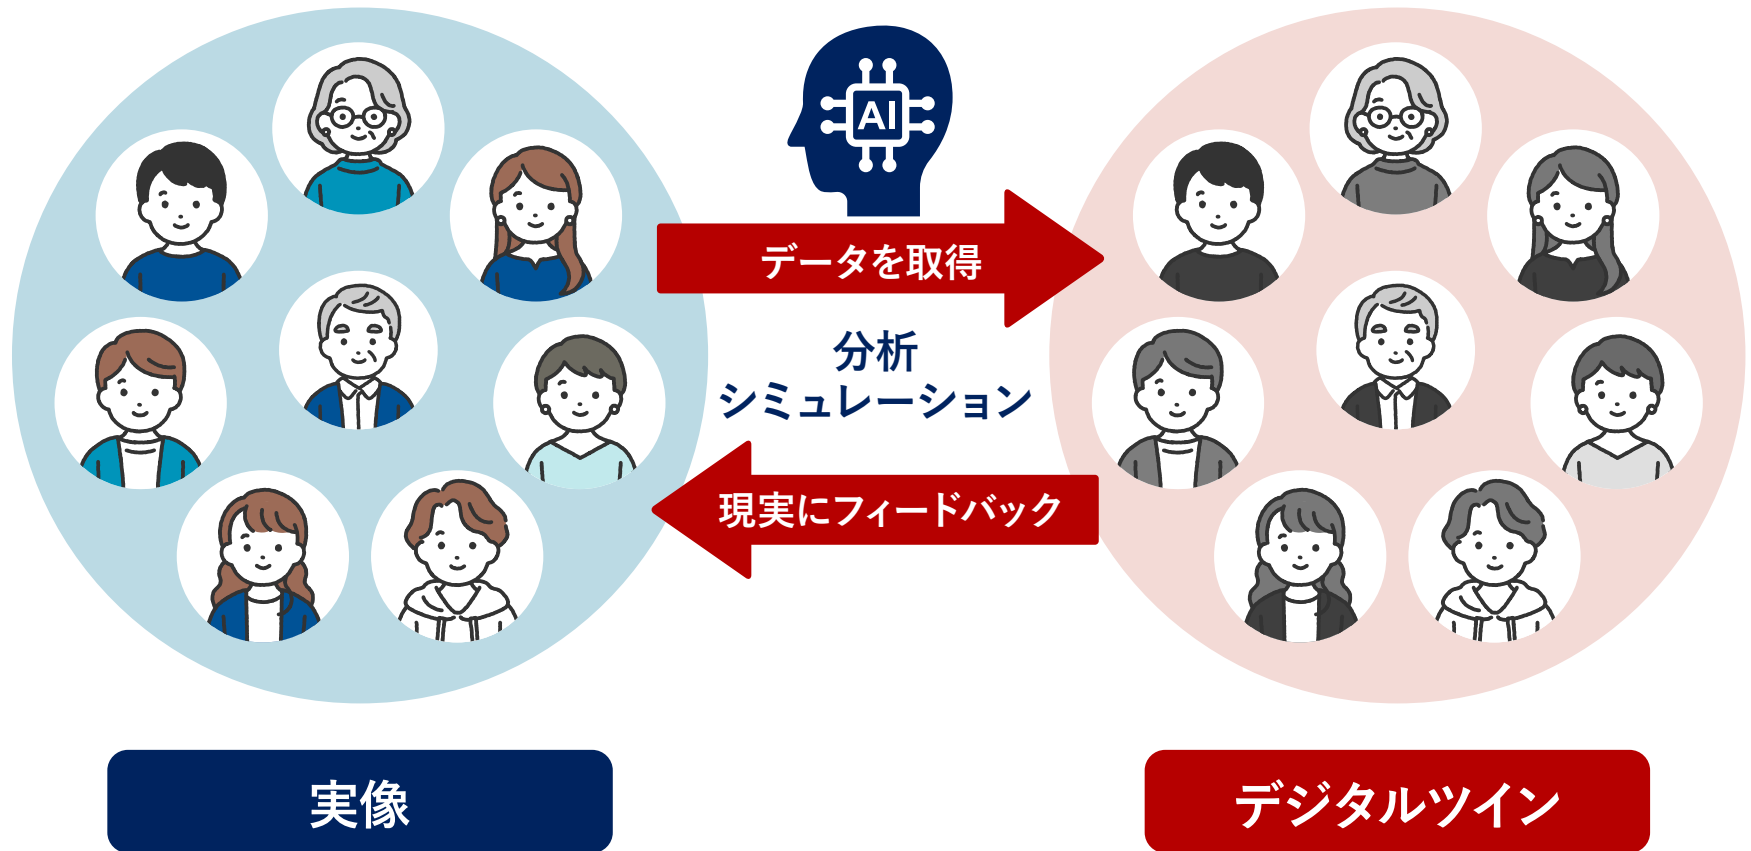 AI
データを取得
分析
シミュレーション
現実にフィードバック
実像
デジタルツイン